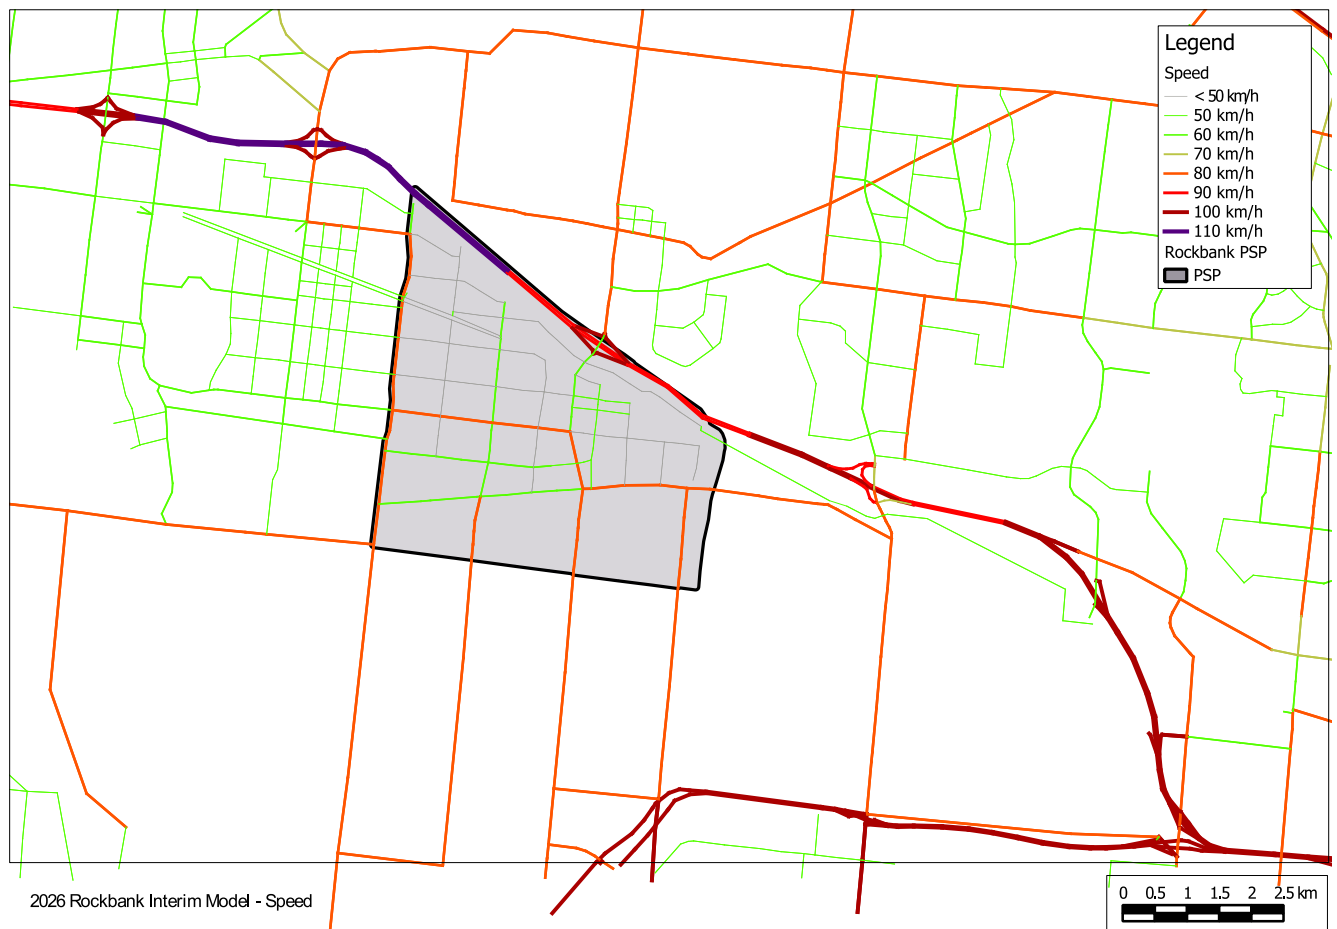 Legend
Speed
< 50 km/h
50 km/h
60 km/h
70 km/h
80 km/h
90 km/h
100 km/h
110 km/h
Rockbank PSP
PSP
2026 Rockbank Interim Model - Speed
0 0.5 1 1.5 2 2.5 km